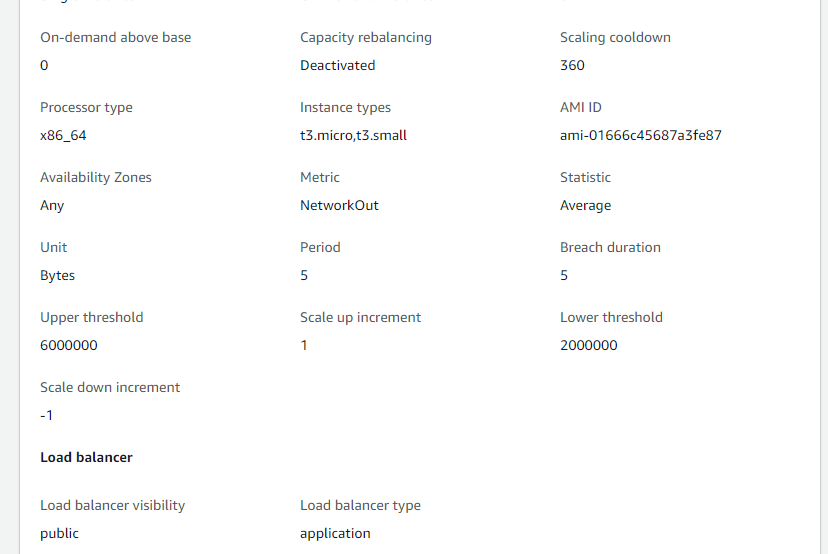 On-demand above base
Capacity rebalancing
Scaling cooldown
0
Deactivated
360
Processor type
Instance types
AMI ID
x86_64
t3.micro,t3.small
ami-01666c45687a3fe87
Availability Zones
Metric
Statistic
Any
NetworkOut
Average
Unit
Period
Breach duration
Bytes
5
5
Upper threshold
Scale up increment
Lower threshold
6000000
1
2000000
Scale down increment
-1
Load balancer
Load balancer visibility
Load balancer type
public
application